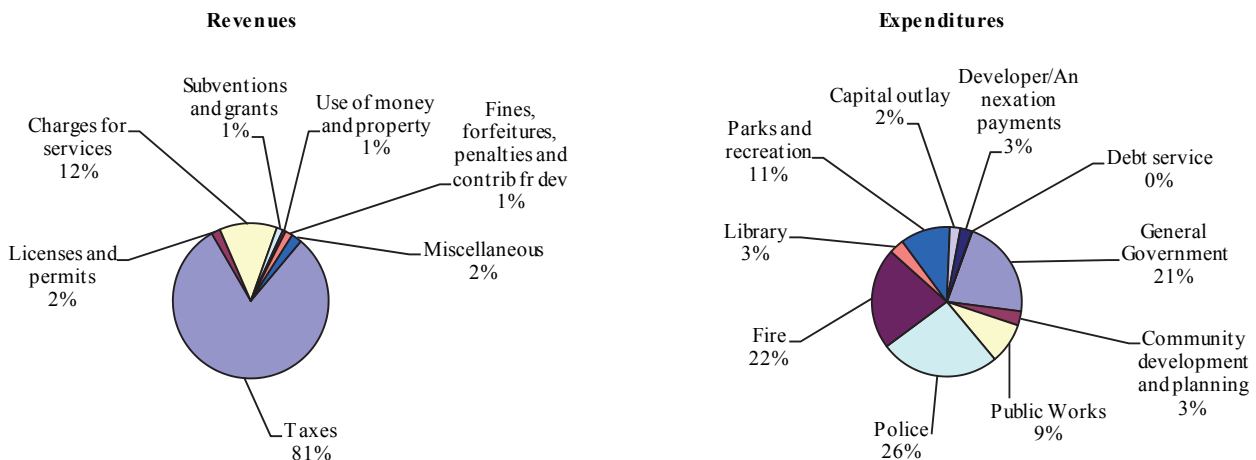 Revenues
Subventions
and grants
1%
Use of money
and property
1%
Fines,
forfeitures,
penalties and
contrib fr dev
1%
Charges for
services
12%
Licenses and
permits
2%
Miscellaneous
2%
Taxes
81%
Expenditures
Capital outlay
2%
Developer/An
nexation
payments
3%
Parks and
recreation
11%
Debt service
0%
Library
3%
General
Government
21%
Fire
22%
Community
development
and planning
3%
Public Works
9%
Police
26%